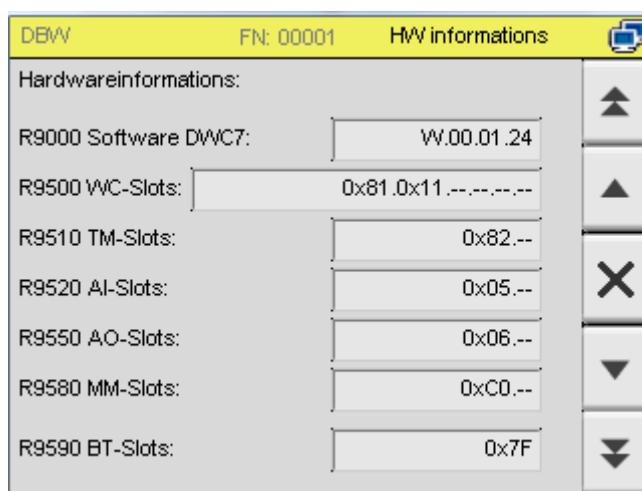 DBW FN: 00001 HW informations
Hardwareinformations:
R9000 Software DWC7: W.00.01.24
R9500 WC-Slots: 0x81.0x11.--.--.--.--
R9510 TM-Slots: 0x82.--
R9520 AI-Slots: 0x05.--
R9550 AO-Slots: 0x06.--
R9580 MM-Slots: 0xC0.--
R9590 BT-Slots: 0x7F